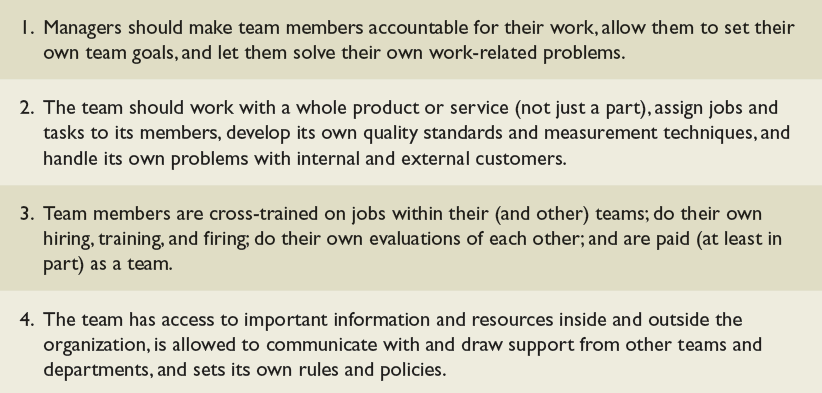 1. Managers should make team members accountable for their work, allow them to set their
own team goals, and let them solve their own work-related problems.
2. The team should work with a whole product or service (not just a part), assign jobs and
tasks to its members, develop its own quality standards and measurement techniques, and
handle its own problems with internal and external customers.
3. Team members are cross-trained on jobs within their (and other) teams; do their own
hiring, training, and firing; do their own evaluations of each other; and are paid (at least in
part) as a team.
4. The team has access to important information and resources inside and outside the
organization, is allowed to communicate with and draw support from other teams and
departments, and sets its own rules and policies.